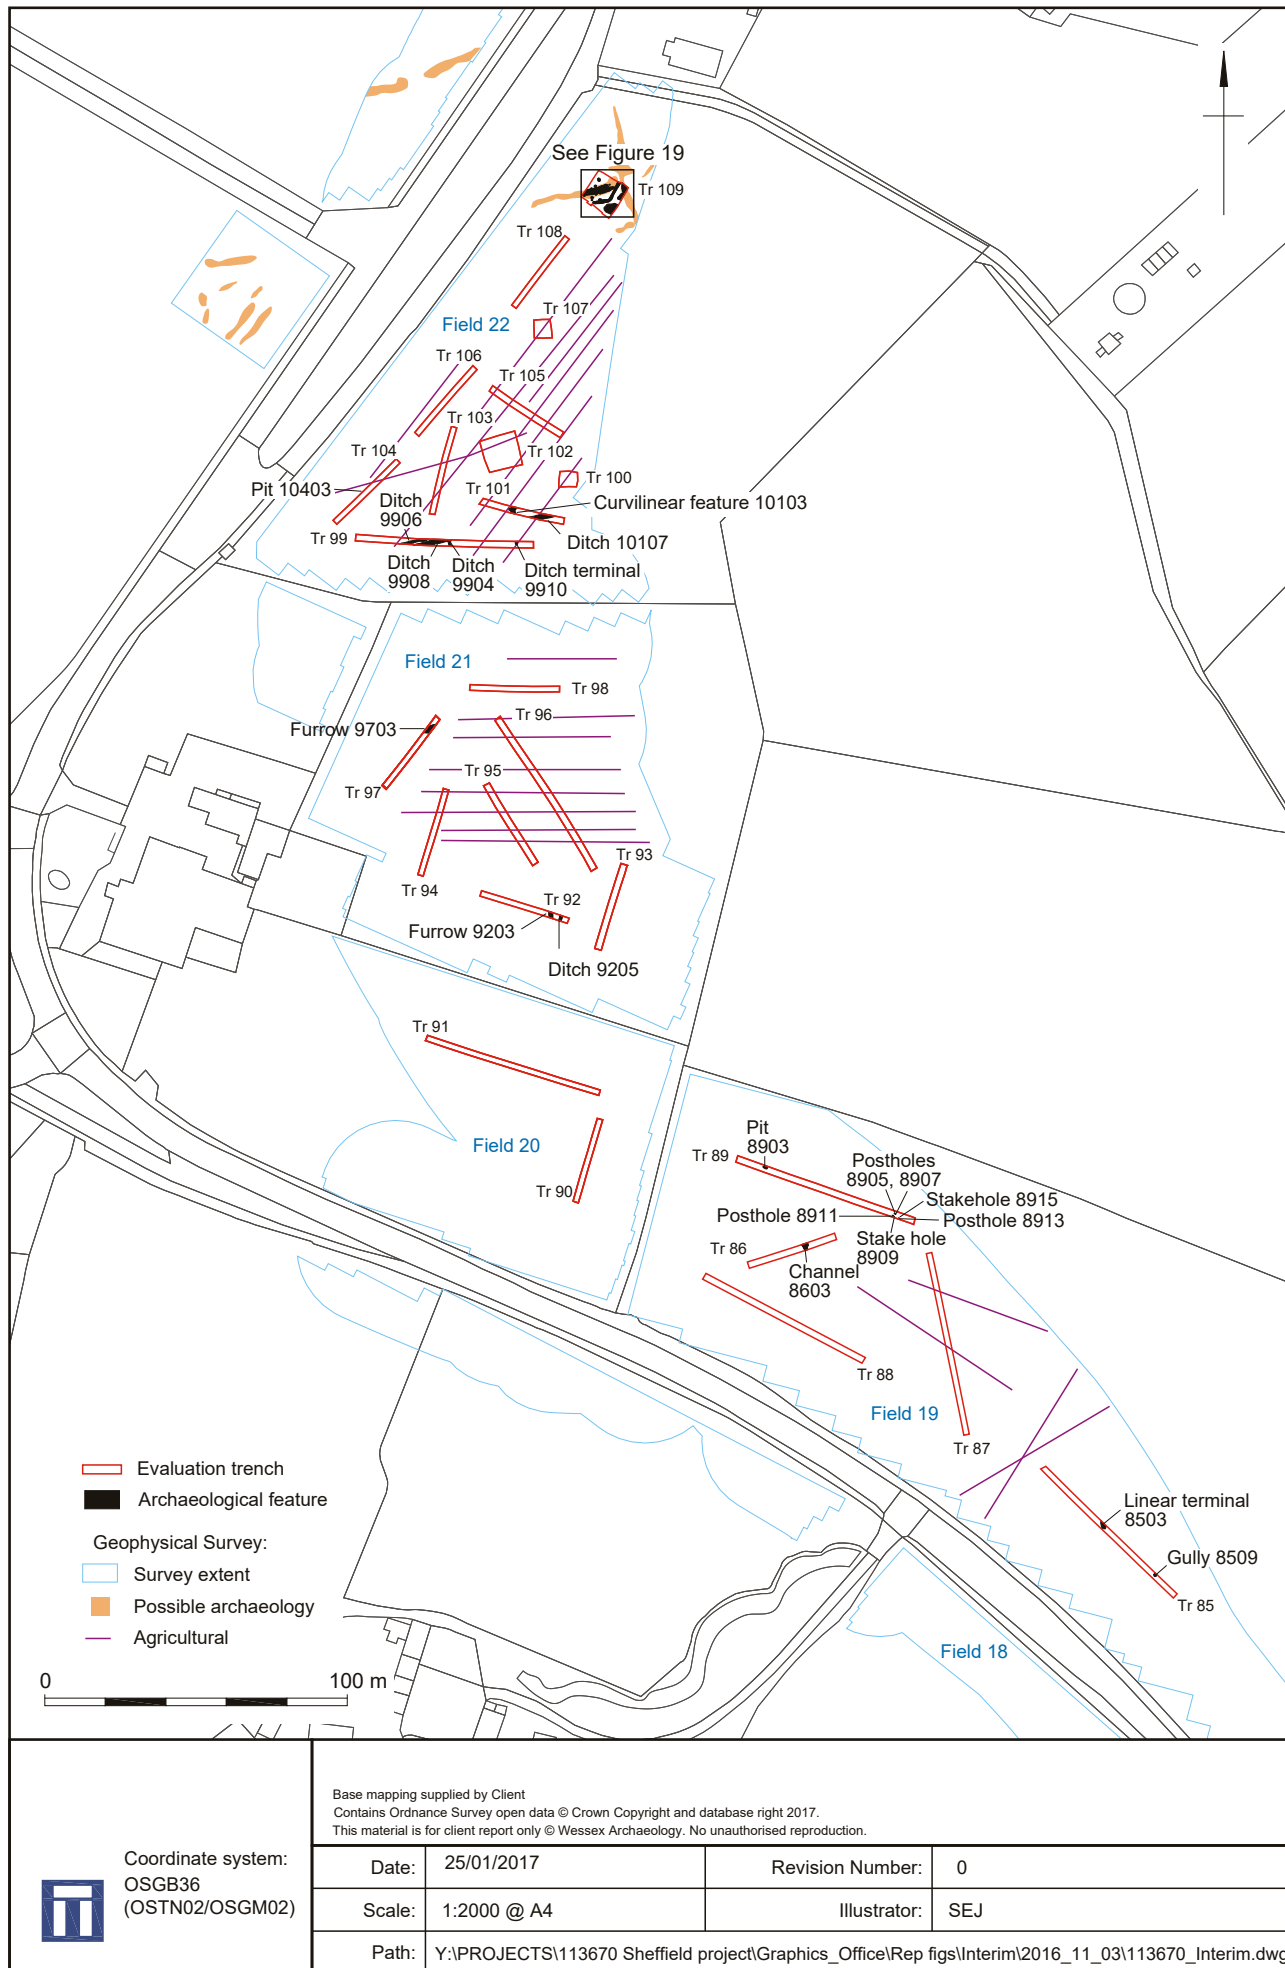 See Figure 19
Tr 109
Tr 108
Tr 107
Field 22
Tr 106
Tr 105
Tr 103
Tr 104
Tr 102
Pit 10403
Tr 101
Tr 100
Ditch
9906
Curvilinear feature 10103
Tr 99
Ditch 10107
Ditch
9908
Ditch
9904
Ditch terminal
9910
Field 21
Tr 98
Tr 96
Furrow 9703
Tr 95
Tr 97
Tr 93
Tr 94
Tr 92
Furrow 9203
Ditch 9205
Tr 91
Field 20
Tr 90
Pit
8903
Tr 89
Postholes
8905, 8907
Stakehole 8915
Posthole 8911
Posthole 8913
Stake hole
8909
Tr 86
Channel
8603
Tr 88
Field 19
Tr 87
Linear terminal
8503
Gully 8509
Tr 85
Field 18
Evaluation trench
Archaeological feature
Geophysical Survey:
Survey extent
Possible archaeology
Agricultural
0 100 m
Base mapping supplied by Client
Contains Ordnance Survey open data © Crown Copyright and database right 2017.
This material is for client report only © Wessex Archaeology. No unauthorised reproduction.
Coordinate system:
OSGB36
(OSTN02/OSGM02)
Date: 25/01/2017 Revision Number: 0
Scale: 1:2000 @ A4 Illustrator: SEJ
Path: Y:\PROJECTS\113670 Sheffield project\Graphics_Office\Rep figs\Interim\2016_11_03\113670_Interim.dwg